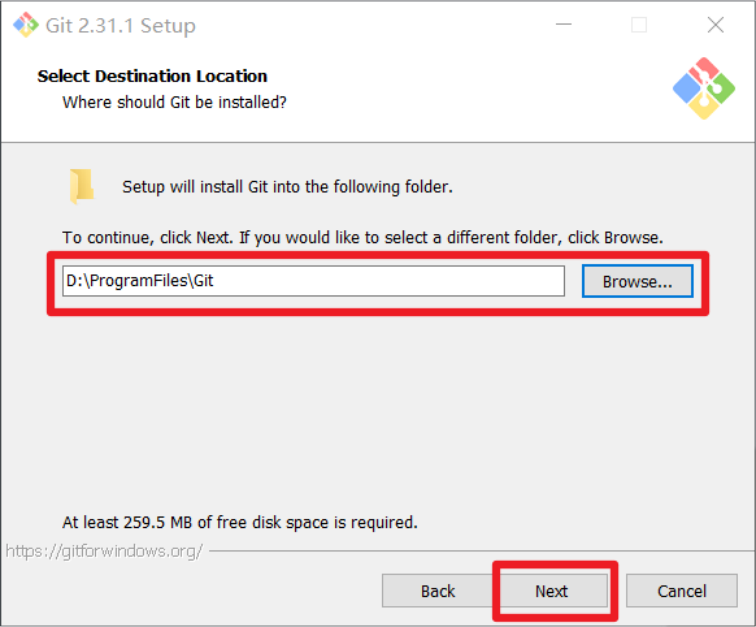 Git 2.31.1 Setup
Select Destination Location
Where should Git be installed?
Setup will install Git into the following folder.
To continue, click Next. If you would like to select a different folder, click Browse.
D:\ProgramFiles\Git
Browse...
At least 259.5 MB of free disk space is required.
https://gitforwindows.org/
Back
Next
Cancel